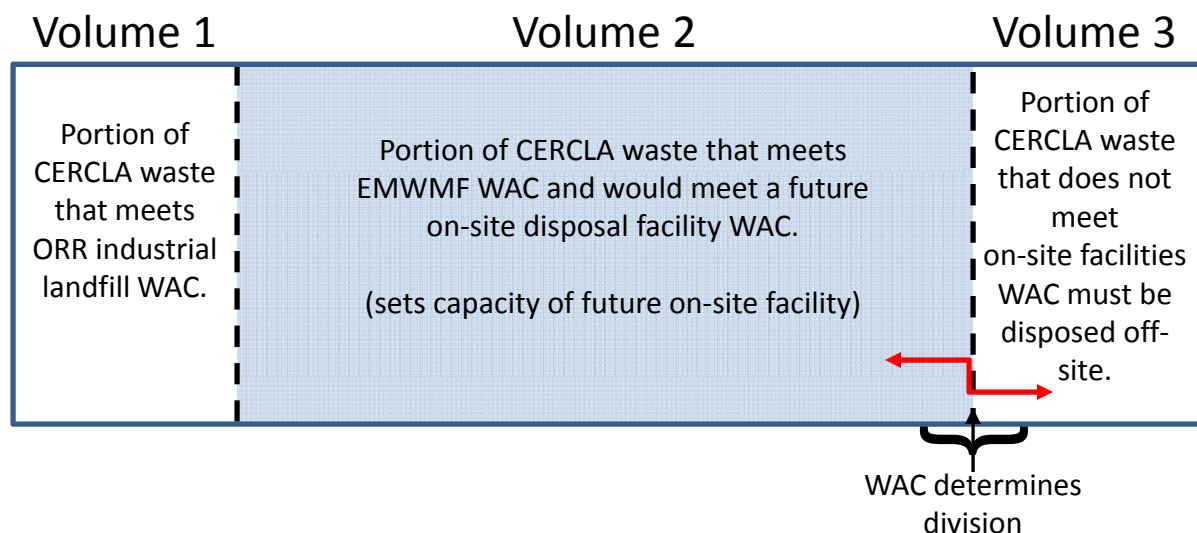 Volume 1
Volume 2
Volume 3
Portion of
CERCLA waste
that meets
ORR industrial
landfill WAC.
Portion of CERCLA waste that meets
EMWMF WAC and would meet a future
on-site disposal facility WAC.
(sets capacity of future on-site facility)
Portion of
CERCLA waste
that does not
meet
on-site facilities
WAC must be
disposed off-
site.
WAC determines
division